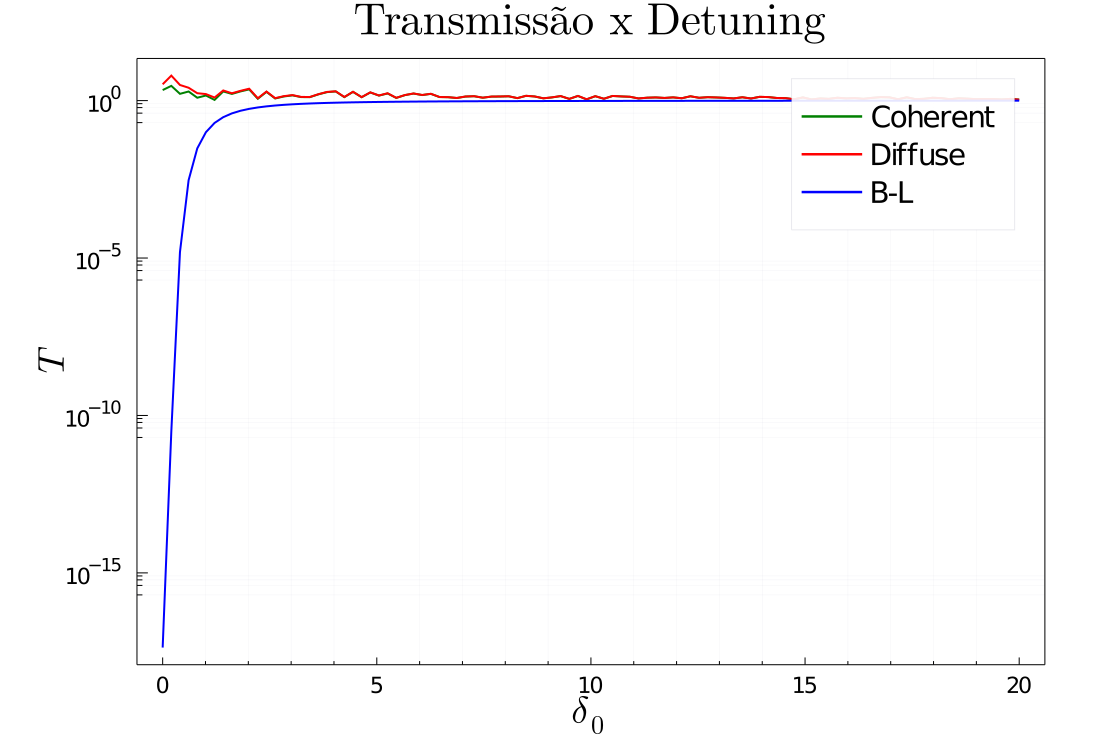 Transmissão x Detuning
10^0
10^-5
10^-10
10^-15
T
Coherent
Diffuse
B-L
0 5 10 15 20
δ_0